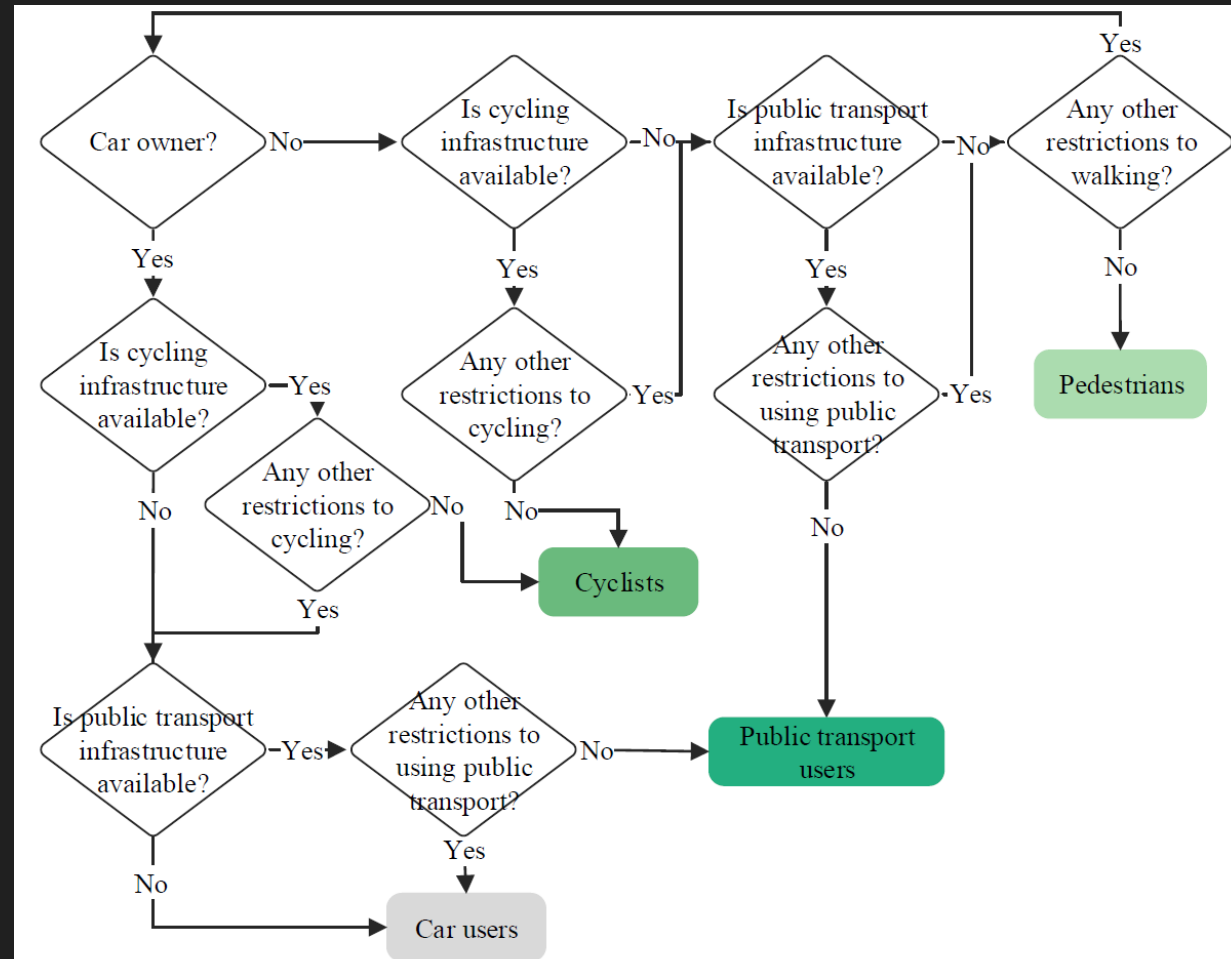 Yes
Car owner?
No
Is cycling
infrastructure
available?
No
Is public transport
infrastructure
available?
No
Any other
restrictions to
walking?
Yes
Yes
Yes
No
Is cycling
infrastructure
available?
Yes
Any other
restrictions to
cycling?
Yes
Any other
restrictions to
using public
transport?
Yes
Pedestrians
No
Any other
restrictions to
cycling?
No
No
No
Cyclists
Yes
Is public transport
infrastructure
available?
Yes
Any other
restrictions to
using public
transport?
No
Public transport
users
No
Yes
Car users